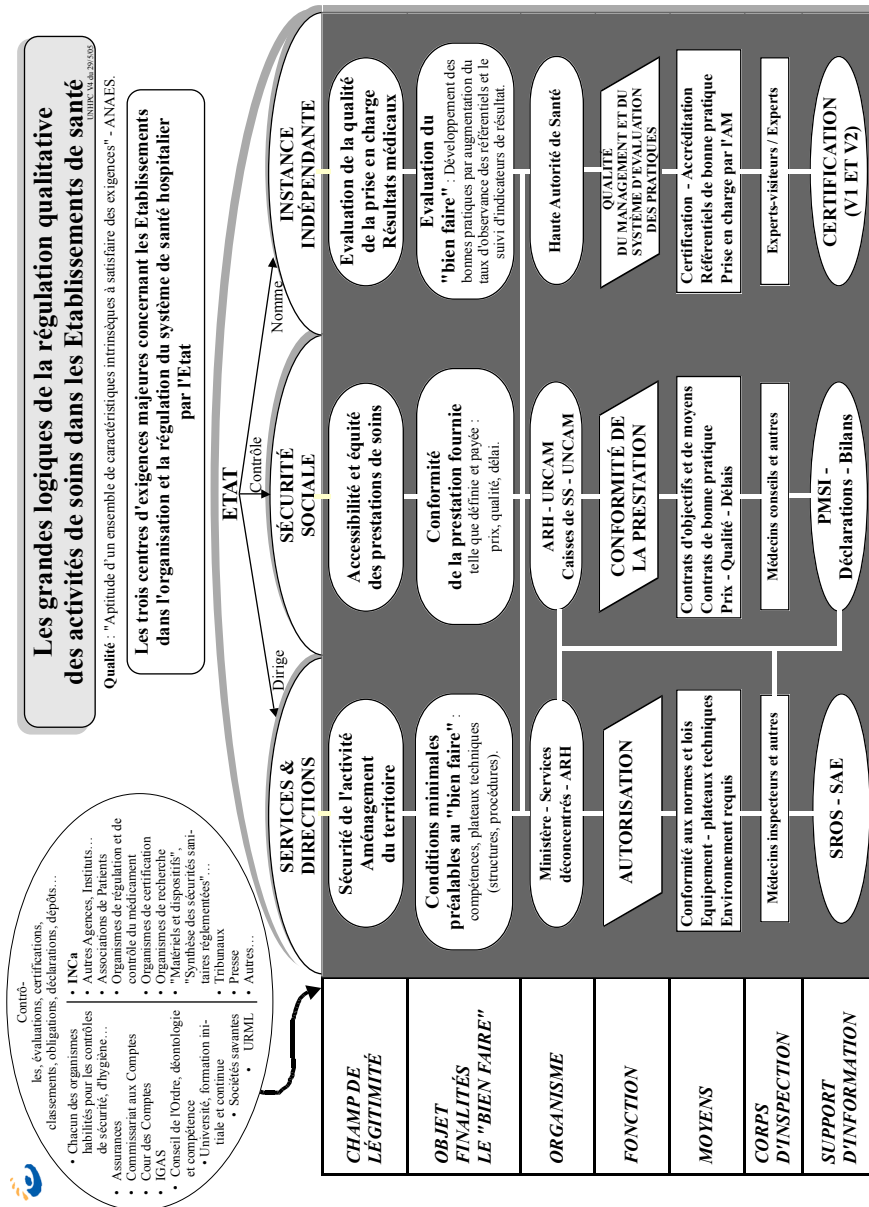 Les grandes logiques de la régulation qualitative
des activités de soins dans les Etablissements de santé
UNHPC V4 du 29/5/05
Qualité : "Aptitude d'un ensemble de caractéristiques intrinsèques à satisfaire des exigences" - ANAES.
Les trois centres d'exigences majeures concernant les Etablissements
dans l'organisation et la régulation du système de santé hospitalier
par l'Etat
Contrô-
les, évaluations, certifications,
classements, obligations, déclarations, dépôts…
• Chacun des organismes
habilités pour les contrôles
de sécurité, d'hygiène…
• Assurances
• Commissariat aux Comptes
• Cour des Comptes
• IGAS
• Conseil de l'Ordre, déontologie
et compétence
• Université, formation ini-
tiale et continue
• Sociétés savantes
• URML
• INCa
• Autres Agences, Instituts…
• Associations de Patients
• Organismes de régulation et de
contrôle du médicament
• Organismes de certification
• Organismes de recherche
• "Matériels et dispositifs",
"Synthèse des sécurités sani-
taires réglementées"…
• Tribunaux
• Presse
• Autres…
ETAT
Dirige
Contrôle
Nomme
SERVICES &
DIRECTIONS
SÉCURITÉ
SOCIALE
INSTANCE
INDÉPENDANTE
CHAMP DE
LÉGITIMITÉ
Sécurité de l'activité
Aménagement
du territoire
Accessibilité et équité
des prestations de soins
Evaluation de la qualité
de la prise en charge
Résultats médicaux
OBJET
FINALITÉS
LE "BIEN FAIRE"
Conditions minimales
préalables au "bien faire" :
compétences, plateaux techniques
(structures, procédures).
Conformité
de la prestation fournie
telle que définie et payée :
prix, qualité, délai.
Evaluation du
"bien faire" : Développement des
bonnes pratiques par augmentation du
taux d'observance des référentiels et le
suivi d'indicateurs de résultat.
ORGANISME
Ministère - Services
déconcentrés - ARH
ARH - URCAM
Caisses de SS - UNCAM
Haute Autorité de Santé
FONCTION
AUTORISATION
CONFORMITÉ DE
LA PRESTATION
QUALITÉ
DU MANAGEMENT ET DU
SYSTÈME D'ÉVALUATION
DES PRATIQUES
MOYENS
Conformité aux normes et lois
Equipement - plateaux techniques
Environnement requis
Contrats d'objectifs et de moyens
Contrats de bonne pratique
Prix - Qualité - Délais
Certification - Accréditation
Référentiels de bonne pratique
Prise en charge par l'AM
CORPS
D'INSPECTION
Médecins inspecteurs et autres
Médecins conseils et autres
Experts-visiteurs / Experts
SUPPORT
D'INFORMATION
SROS - SAE
PMSI -
Déclarations - Bilans
CERTIFICATION
(V1 ET V2)